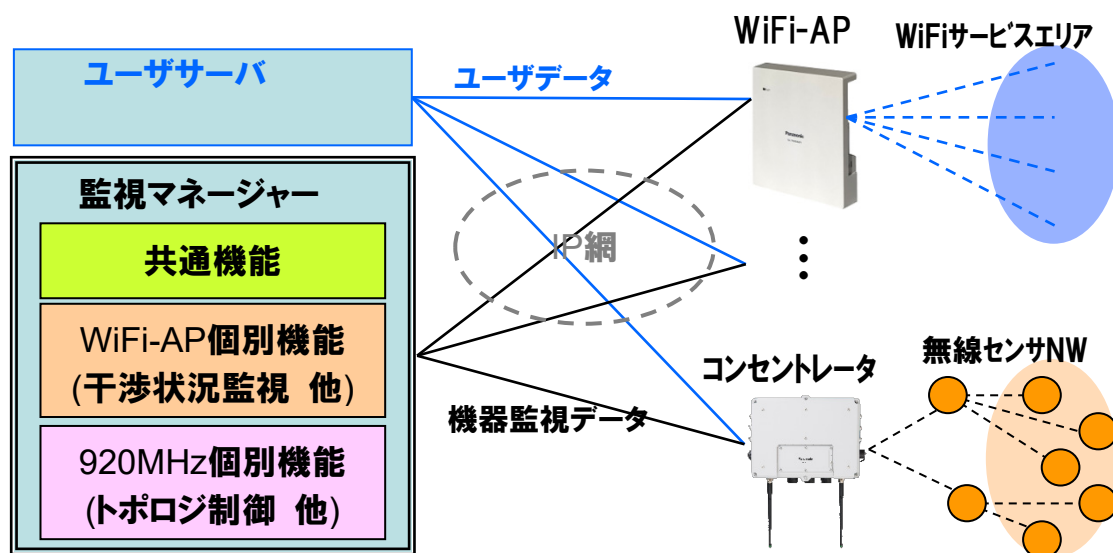 ユーザサーバ
ユーザデータ
WiFi-AP
WiFiサービスエリア
監視マネージャー
共通機能
IP網
WiFi-AP個別機能
(干渉状況監視 他)
920MHz個別機能
(トポロジ制御 他)
機器監視データ
コンセントレータ
無線センサNW
Panasonic
Panasonic